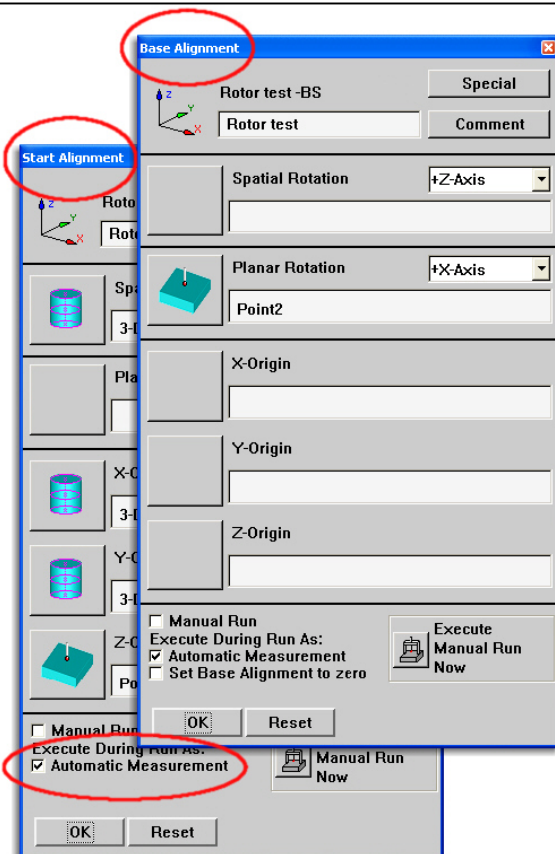 Base Alignment
Rotor test -BS
Special
Rotor test
Comment
Spatial Rotation
+Z-Axis
Planar Rotation
+X-Axis
Point2
X-Origin
Y-Origin
Z-Origin
Manual Run
Execute During Run As:
Automatic Measurement
Set Base Alignment to zero
Execute
Manual Run
Now
OK
Reset
Start Alignment
3-D
Manual Run
Execute During Run As:
Automatic Measurement
Manual Run
Now
OK
Reset